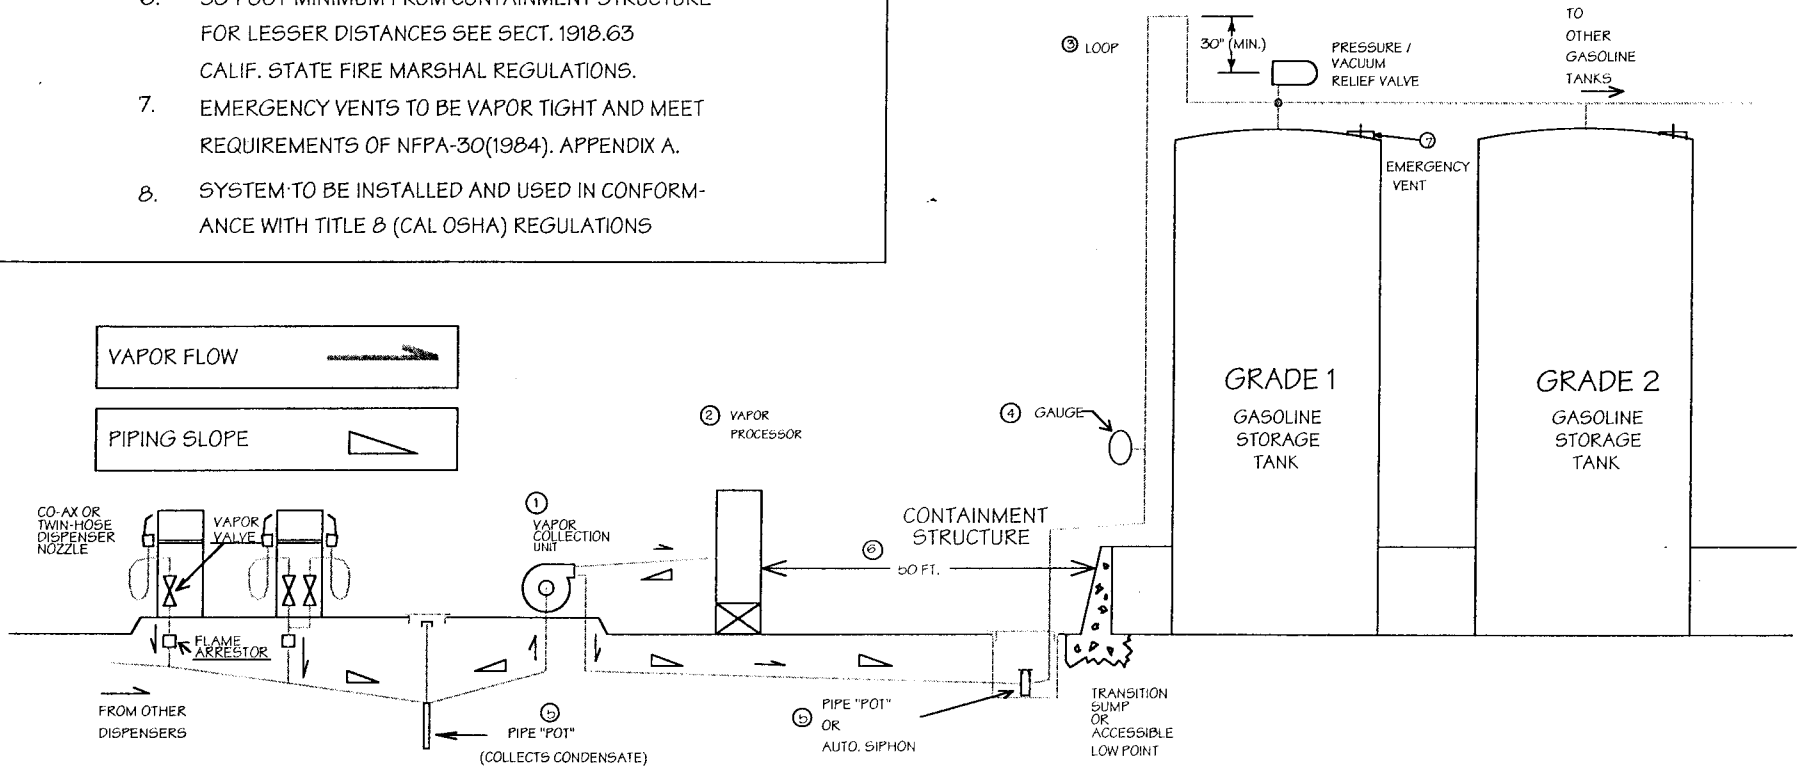 FOR LESSER DISTANCES SEE SECT. 1918.63
CALIF. STATE FIRE MARSHAL REGULATIONS.
7. EMERGENCY VENTS TO BE VAPOR TIGHT AND MEET
REQUIREMENTS OF NFPA-30(1984). APPENDIX A.
8. SYSTEM TO BE INSTALLED AND USED IN CONFORM-
ANCE WITH TITLE 8 (CAL OSHA) REGULATIONS
3 LOOP
30" (MIN.)
PRESSURE /
VACUUM
RELIEF VALVE
TO
OTHER
GASOLINE
TANKS
7
EMERGENCY
VENT
VAPOR FLOW
PIPING SLOPE
GRADE 1
GASOLINE
STORAGE
TANK
GRADE 2
GASOLINE
STORAGE
TANK
2 VAPOR
PROCESSOR
4 GAUGE
CO-AX OR
TWIN-HOSE
DISPENSER
NOZZLE
VAPOR
VALVE
1
VAPOR
COLLECTION
UNIT
CONTAINMENT
STRUCTURE
6
50 FT.
FLAME
ARRESTOR
FROM OTHER
DISPENSERS
5
PIPE "POT"
(COLLECTS CONDENSATE)
5 PIPE "POT"
OR
AUTO. SIPHON
TRANSITION
SUMP
OR
ACCESSIBLE
LOW POINT